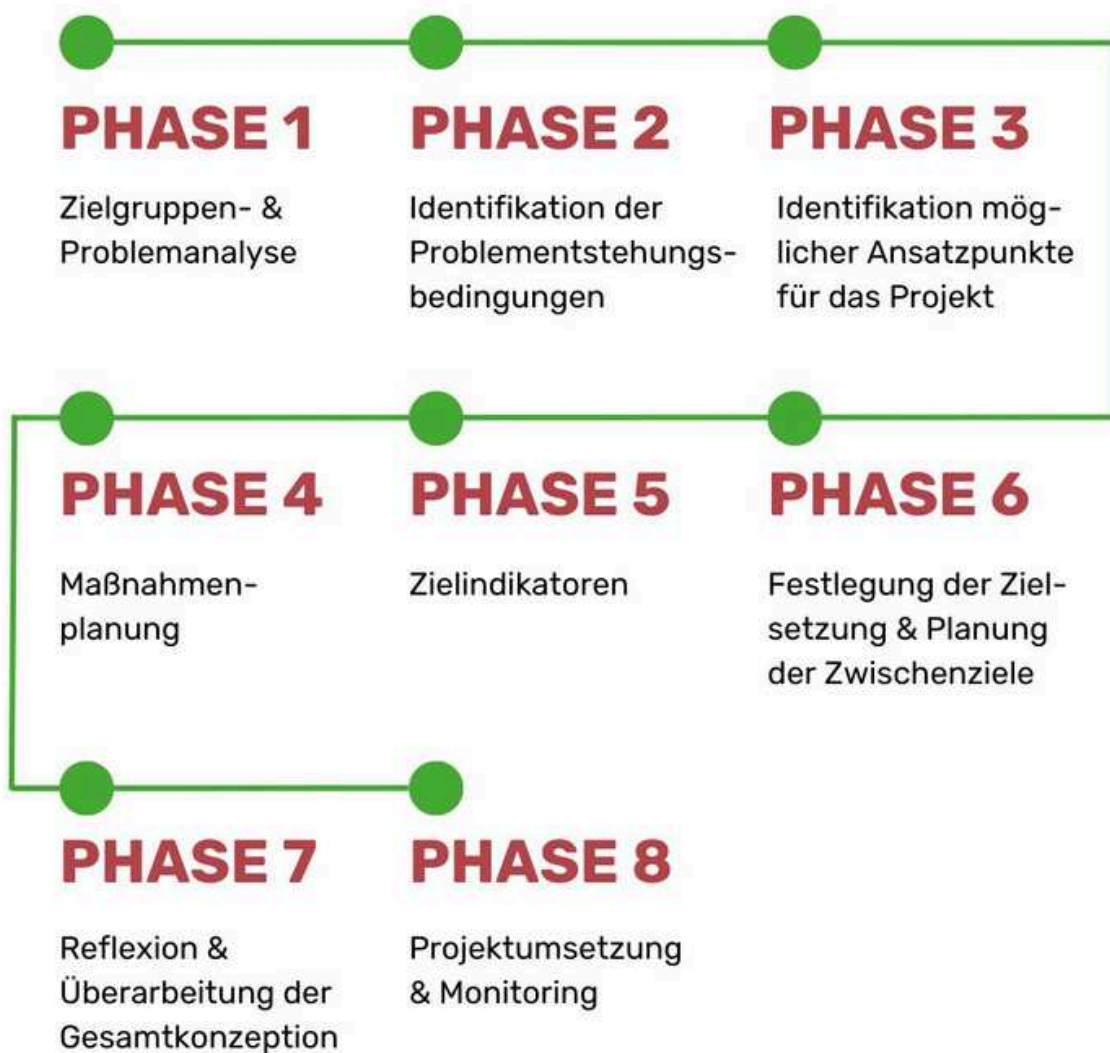 PHASE 1
Zielgruppen- &
Problemanalyse
PHASE 2
Identifikation der
Problementstehungs-
bedingungen
PHASE 3
Identifikation mög-
licher Ansatzpunkte
für das Projekt
PHASE 4
Maßnahmen-
planung
PHASE 5
Zielindikatoren
PHASE 6
Festlegung der Ziel-
setzung & Planung
der Zwischenziele
PHASE 7
Reflexion &
Überarbeitung der
Gesamtkonzeption
PHASE 8
Projektumsetzung
& Monitoring